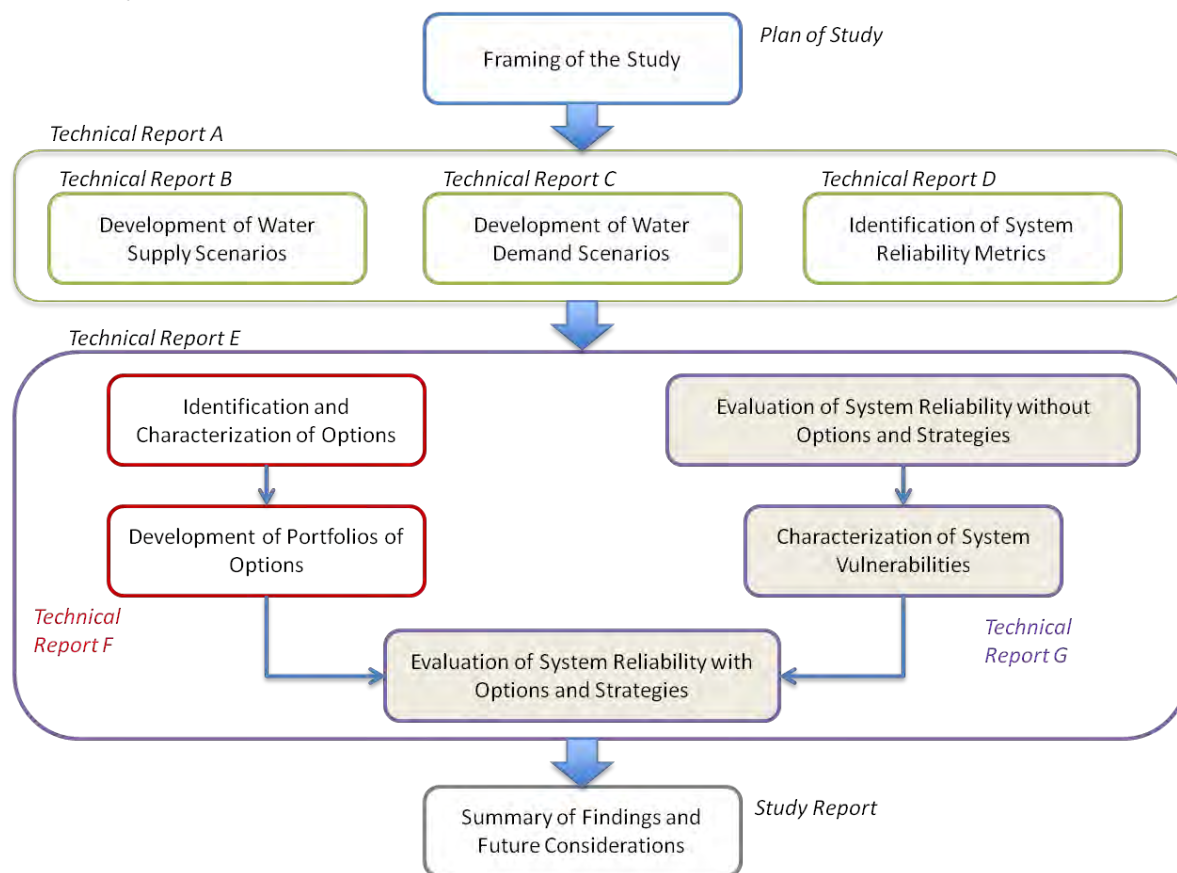 Plan of Study
Framing of the Study
Technical Report A
Technical Report B
Development of Water
Supply Scenarios
Technical Report C
Development of Water
Demand Scenarios
Technical Report D
Identification of System
Reliability Metrics
Technical Report E
Identification and
Characterization of Options
Evaluation of System Reliability without
Options and Strategies
Development of Portfolios of
Options
Characterization of System
Vulnerabilities
Technical
Report F
Technical
Report G
Evaluation of System Reliability with
Options and Strategies
Study Report
Summary of Findings and
Future Considerations